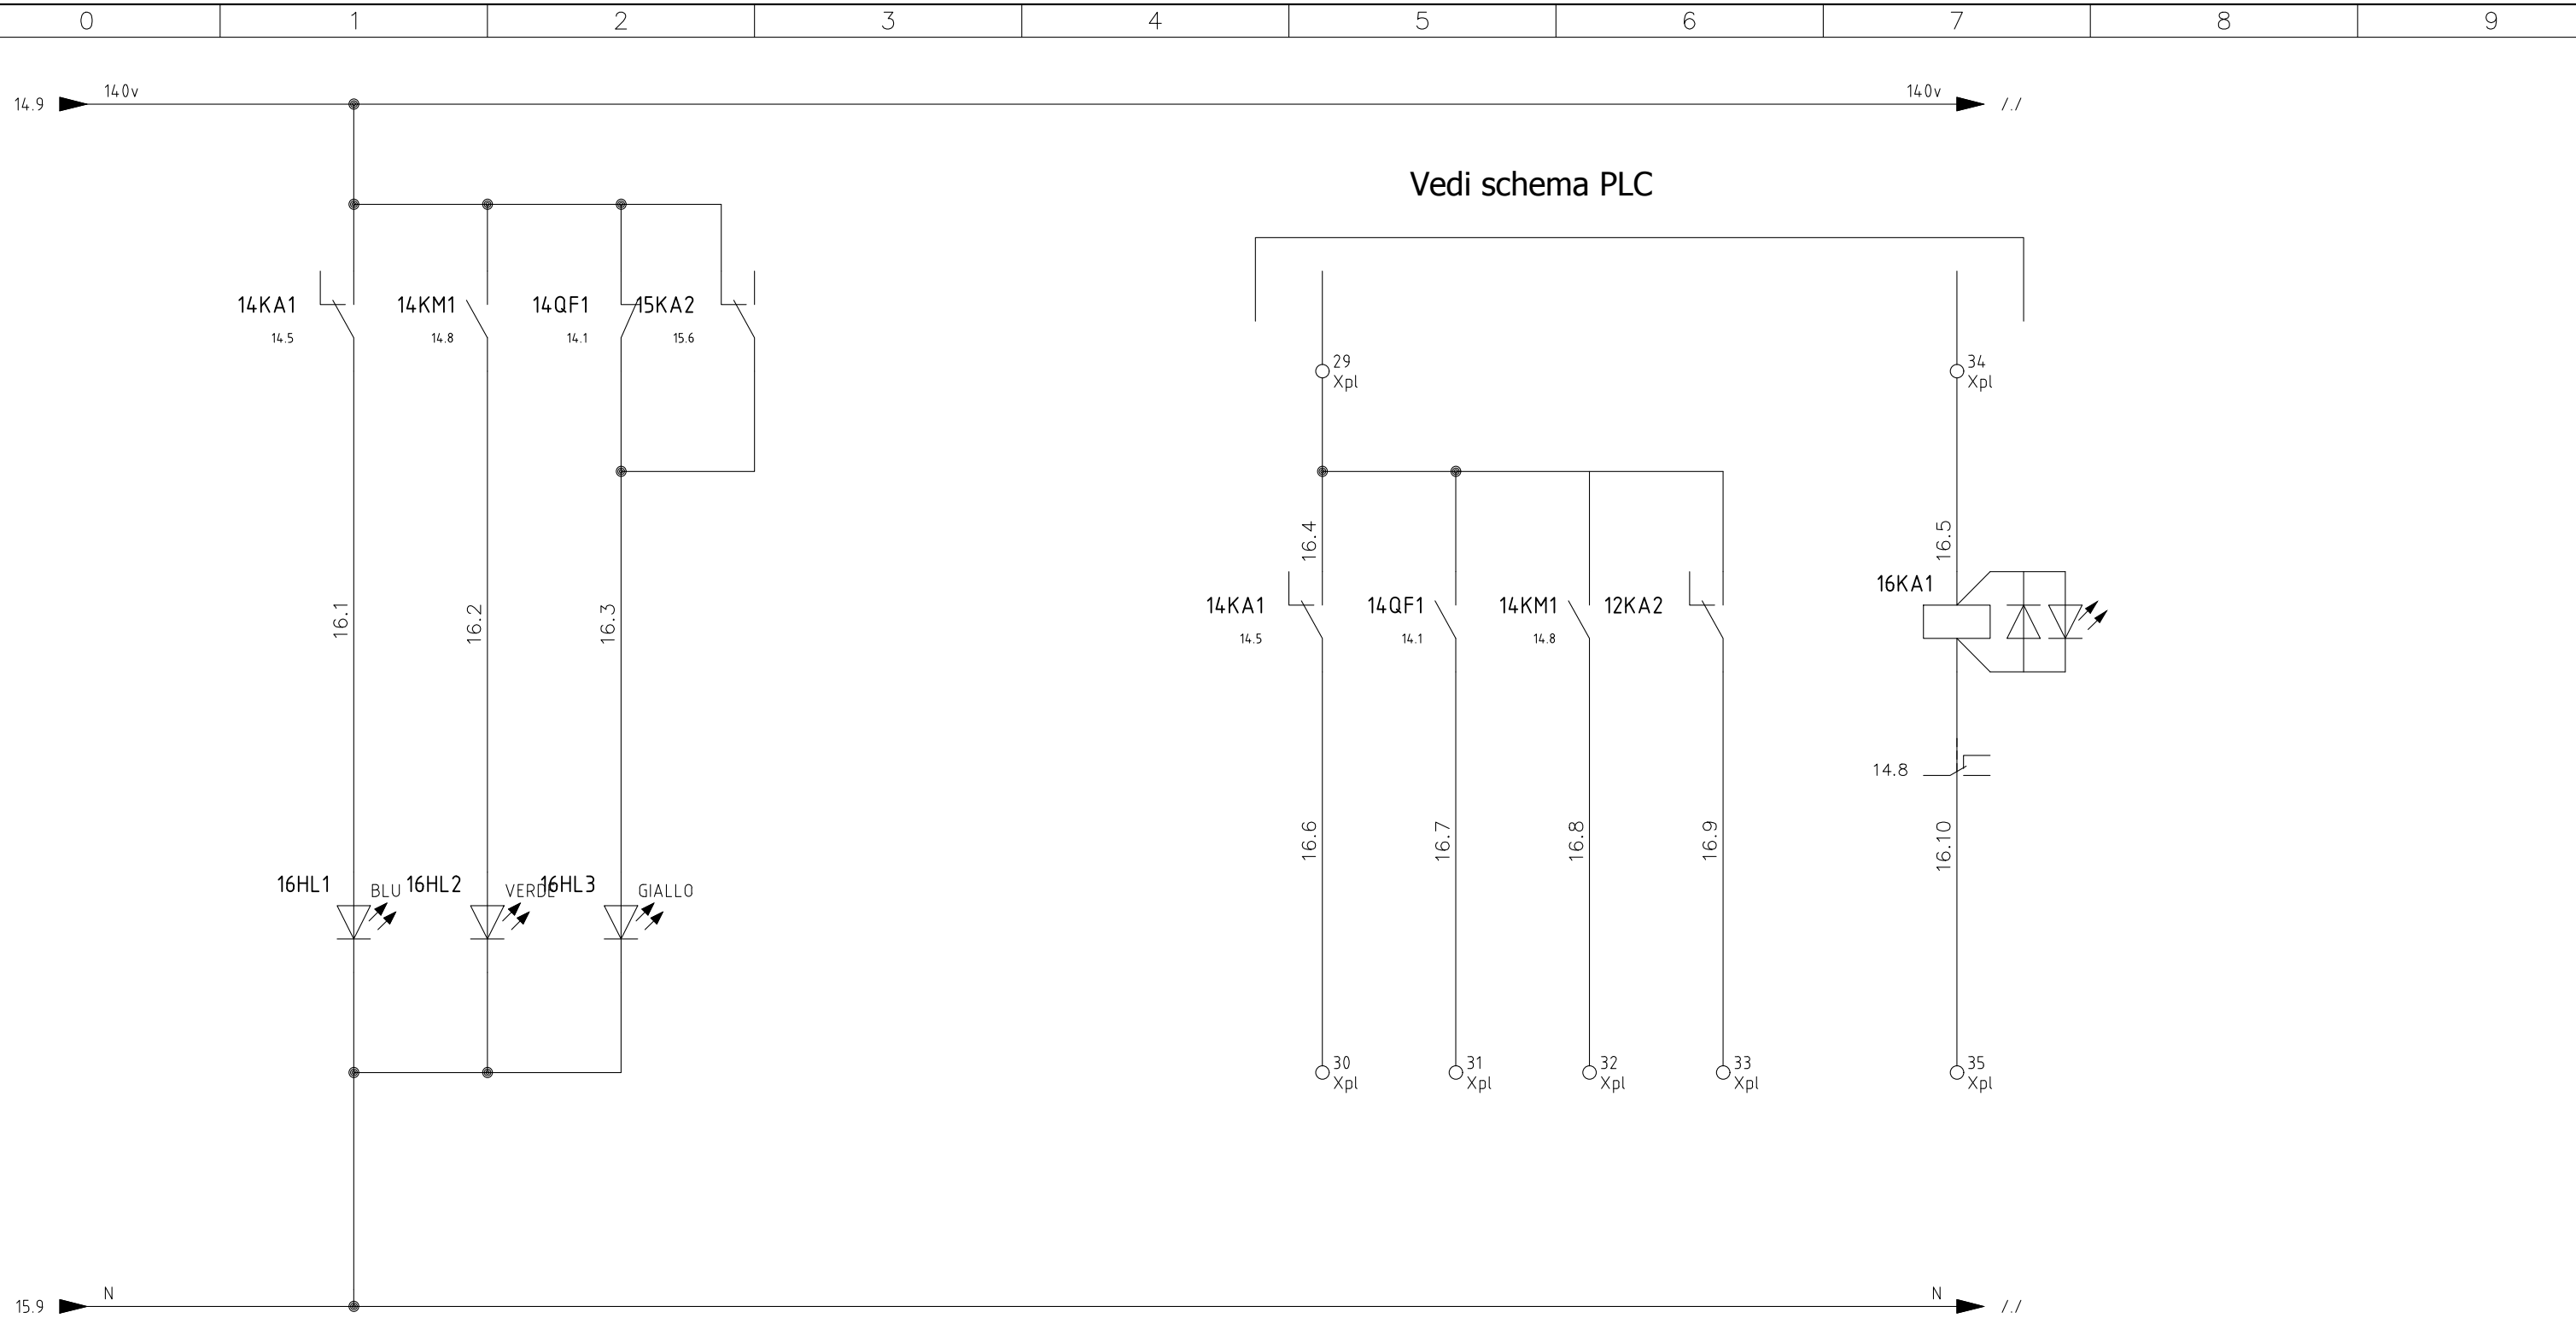 0 1 2 3 4 5 6 7 8 9
14.9 140v 140v /./
Vedi schema PLC
14KA1 14KM1 14QF1 15KA2
14.5 14.8 14.1 15.6
29 34
Xpl Xpl
16.4 16.5
16KA1
14KA1 14QF1 14KM1 12KA2
16.1 16.2 16.3
14.5 14.1 14.8
14.8
16.6 16.7 16.8 16.9 16.10
16HL1 BLU 16HL2 VERDE 16HL3 GIALLO
30 31 32 33 35
Xpl Xpl Xpl Xpl Xpl
N N
15.9 /./